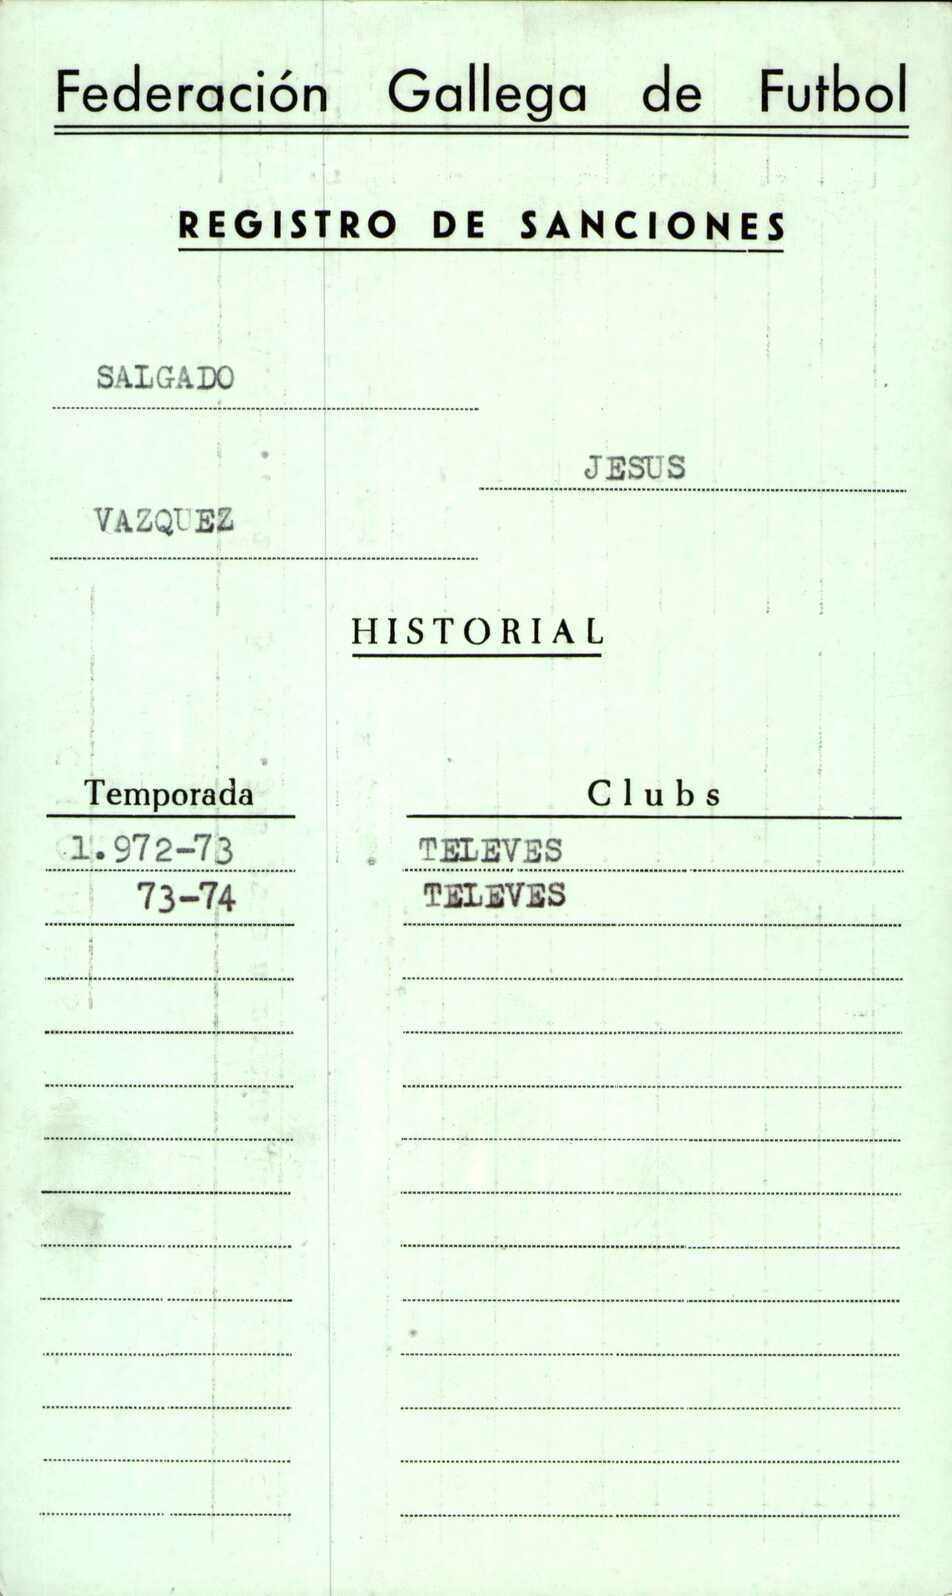 Federación Gallega de Futbol
REGISTRO DE SANCIONES
SALGADO
JESUS
VAZQUEZ
HISTORIAL
Temporada Clubs
1.972-73 TELEVES
73-74 TELEVES